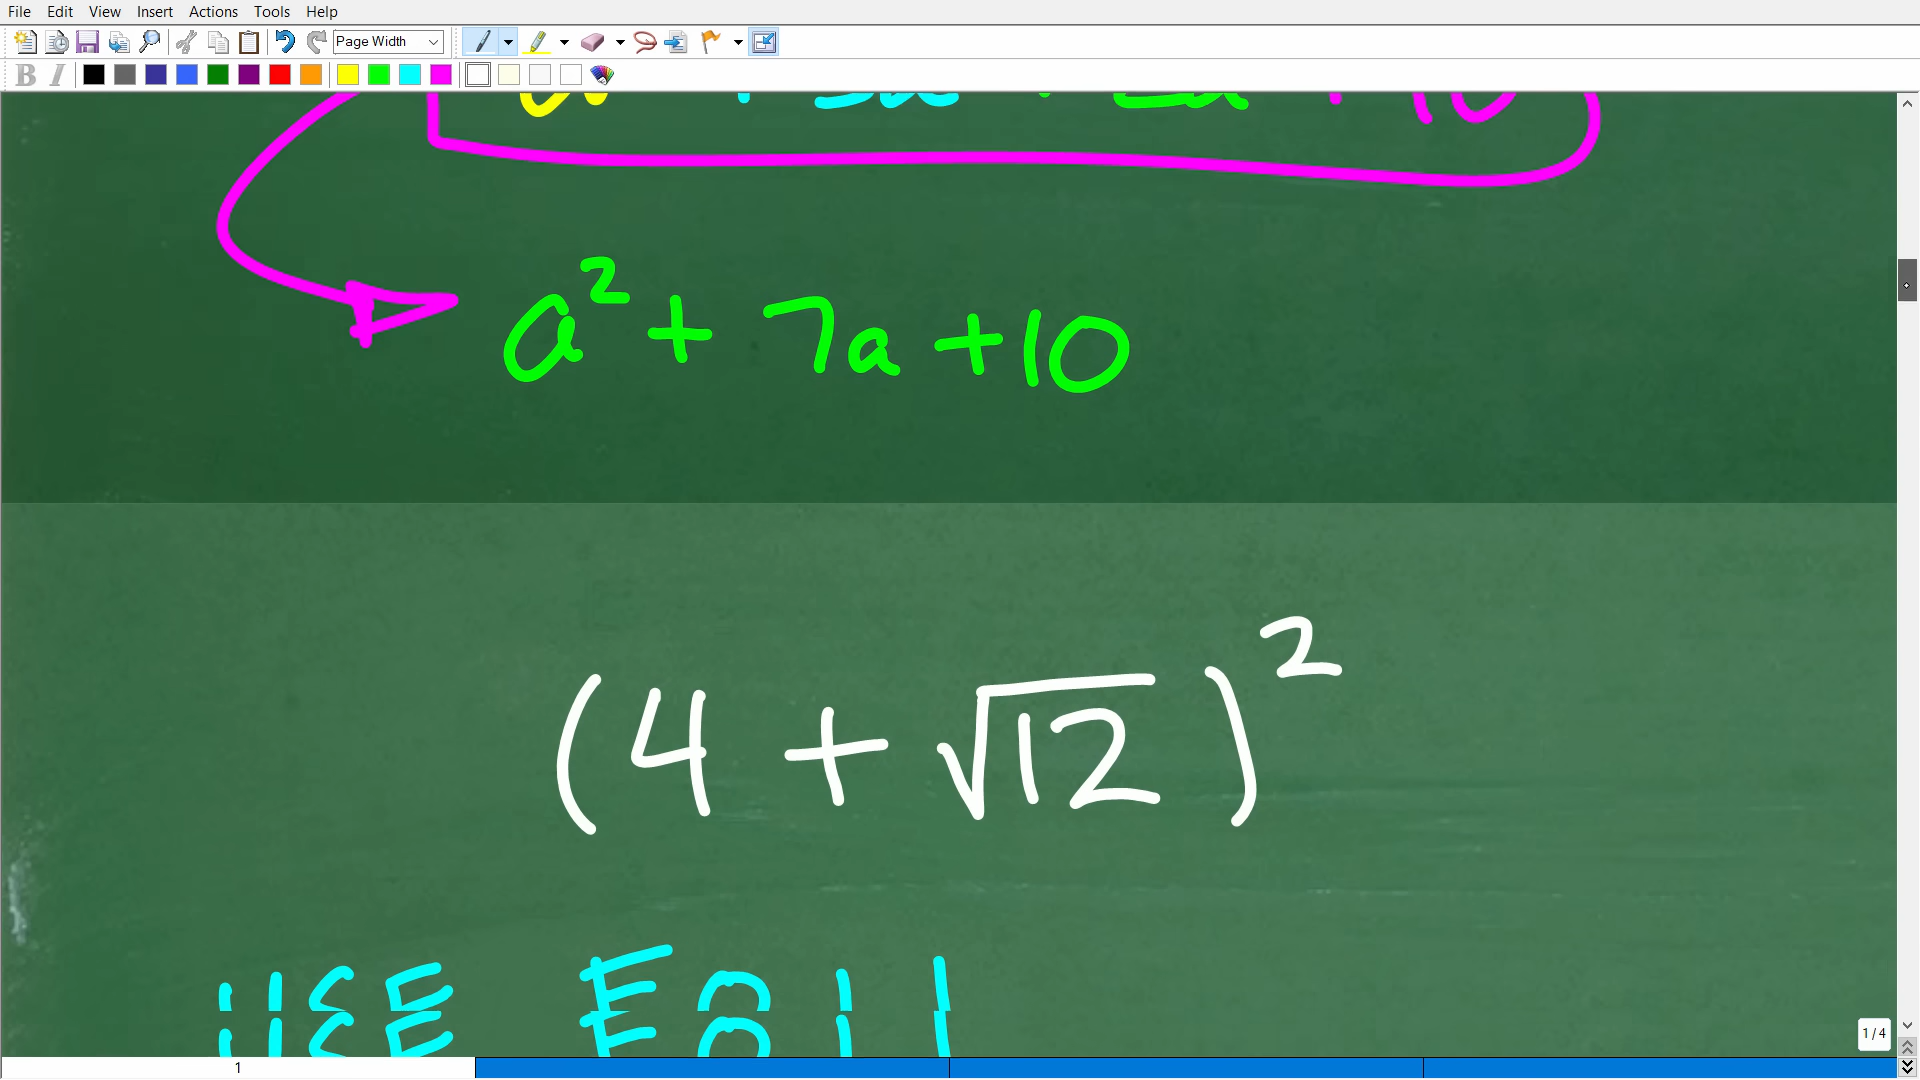 File Edit View Insert Actions Tools Help
Page Width
B I
a² + 7a + 10
(4 + √12)²
USE FOIL
1 / 4
1